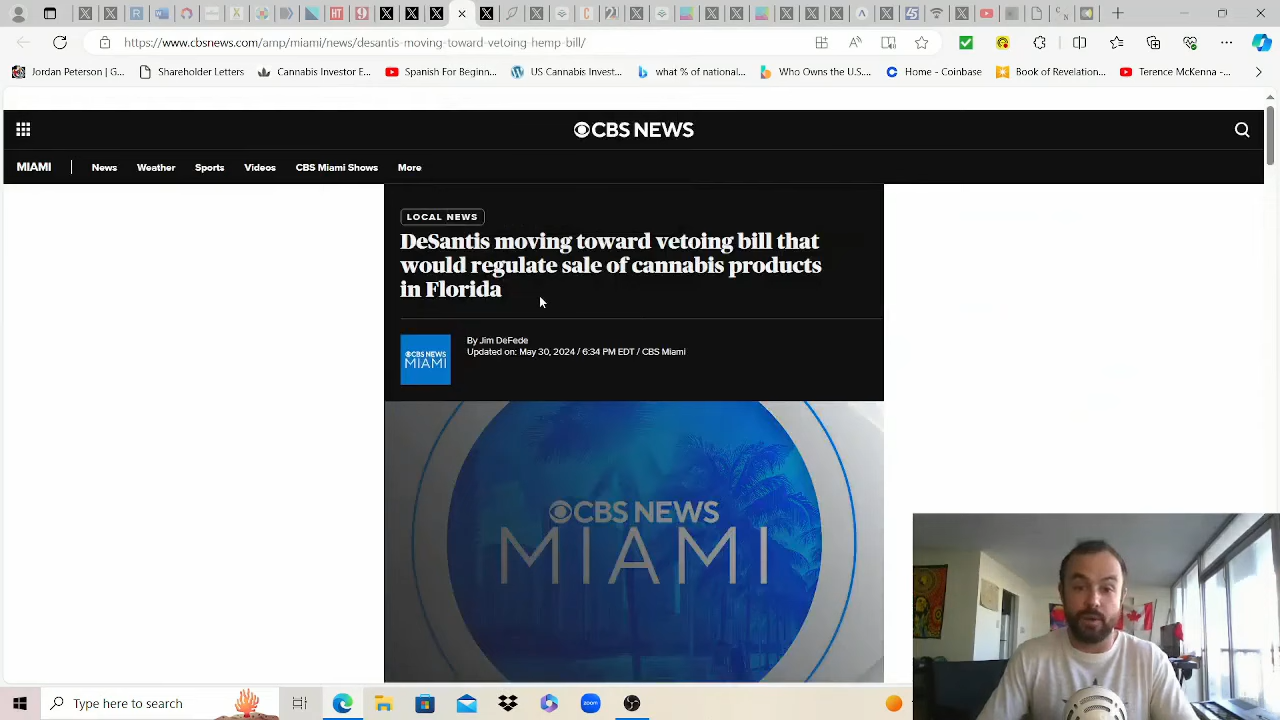 https://www.cbsnews.com/amp/miami/news/desantis-moving-toward-vetoing-hemp-bill/
Jordan Peterson | G...
Shareholder Letters
Cannabis Investor E...
Spanish For Beginn...
US Cannabis Invest...
what % of national...
Who Owns the U.S...
Home - Coinbase
Book of Revelation...
Terence McKenna -...
CBS NEWS
MIAMI
News
Weather
Sports
Videos
CBS Miami Shows
More
LOCAL NEWS
DeSantis moving toward vetoing bill that
would regulate sale of cannabis products
in Florida
CBS NEWS
MIAMI
By Jim DeFede
Updated on: May 30, 2024 / 6:34 PM EDT / CBS Miami
CBS NEWS
MIAMI
Type here to search
zoom